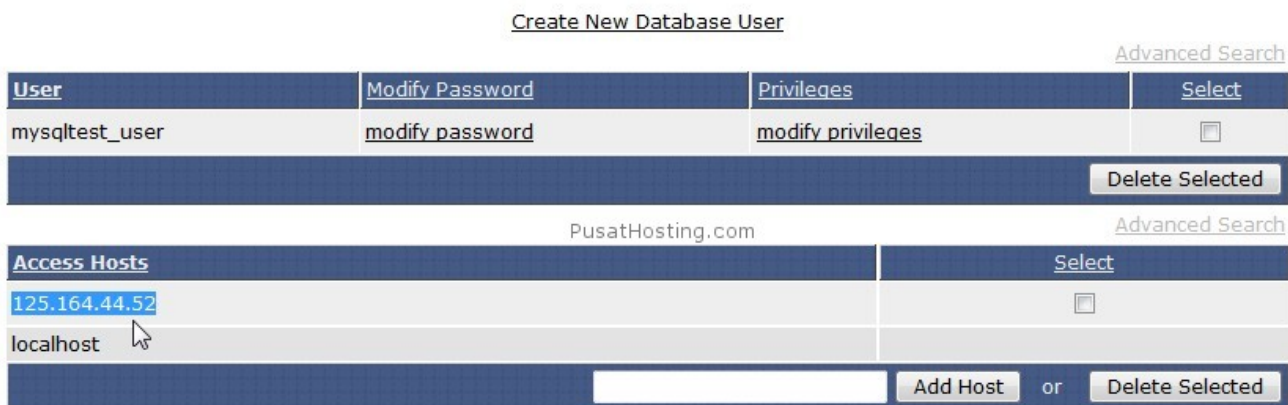 Create New Database User
Advanced Search
User Modify Password Privileges Select
mysqltest_user modify password modify privileges
Delete Selected
PusatHosting.com Advanced Search
Access Hosts Select
125.164.44.52
localhost
Add Host or Delete Selected